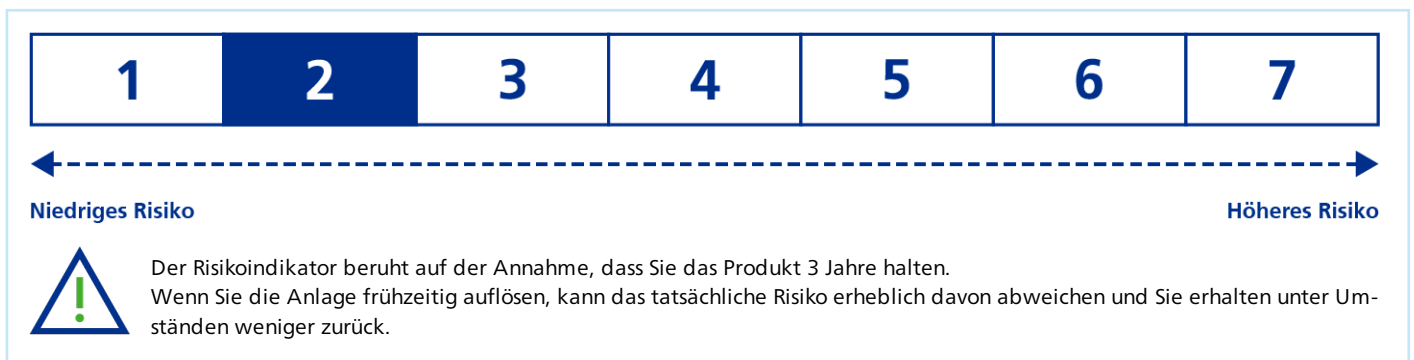 1 2 3 4 5 6 7
Niedriges Risiko Höheres Risiko
Der Risikoindikator beruht auf der Annahme, dass Sie das Produkt 3 Jahre halten.
Wenn Sie die Anlage frühzeitig auflösen, kann das tatsächliche Risiko erheblich davon abweichen und Sie erhalten unter Um-
ständen weniger zurück.